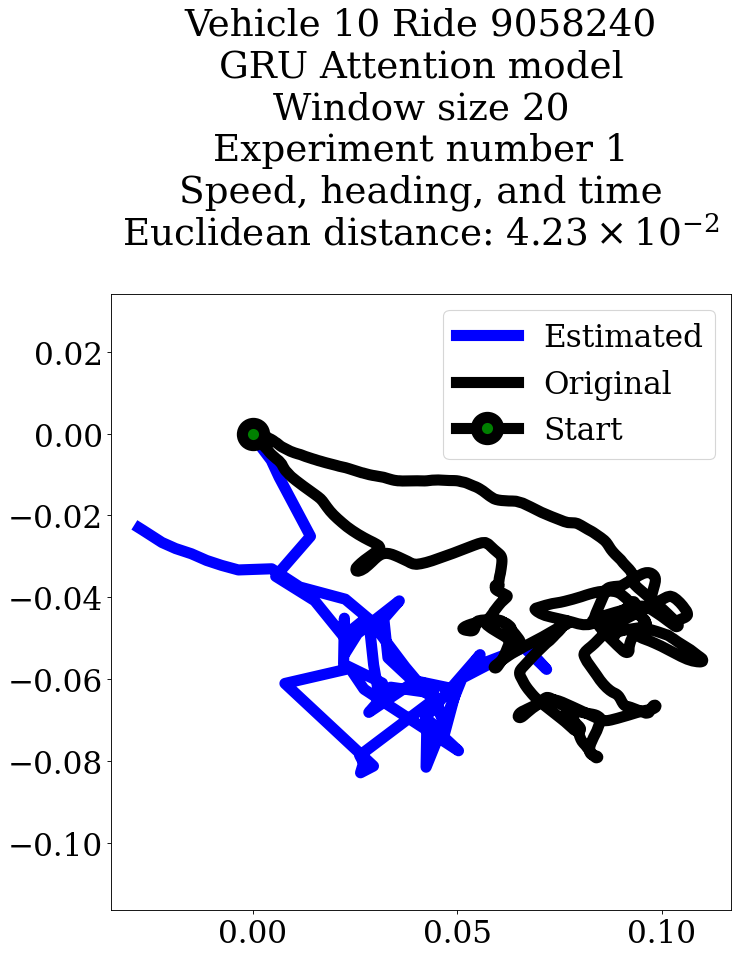 Vehicle 10 Ride 9058240
GRU Attention model
Window size 20
Experiment number 1
Speed, heading, and time
Euclidean distance: 4.23 × 10⁻²
Estimated
Original
Start
0.02
0.00
−0.02
−0.04
−0.06
−0.08
−0.10
0.00
0.05
0.10